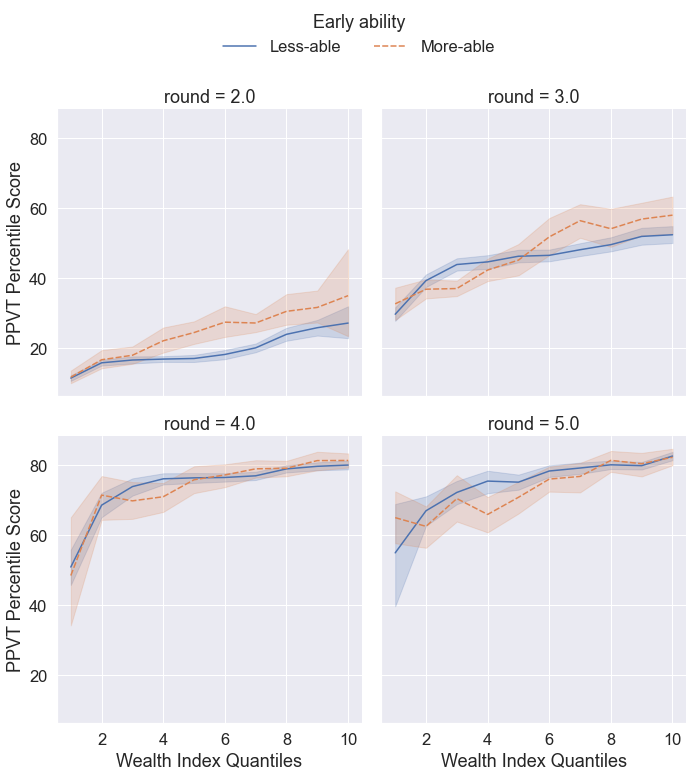 Early ability
Less-able More-able
round = 2.0 round = 3.0
80
60
40
20
PPVT Percentile Score
round = 4.0 round = 5.0
80
60
40
20
PPVT Percentile Score
2 4 6 8 10 2 4 6 8 10
Wealth Index Quantiles Wealth Index Quantiles